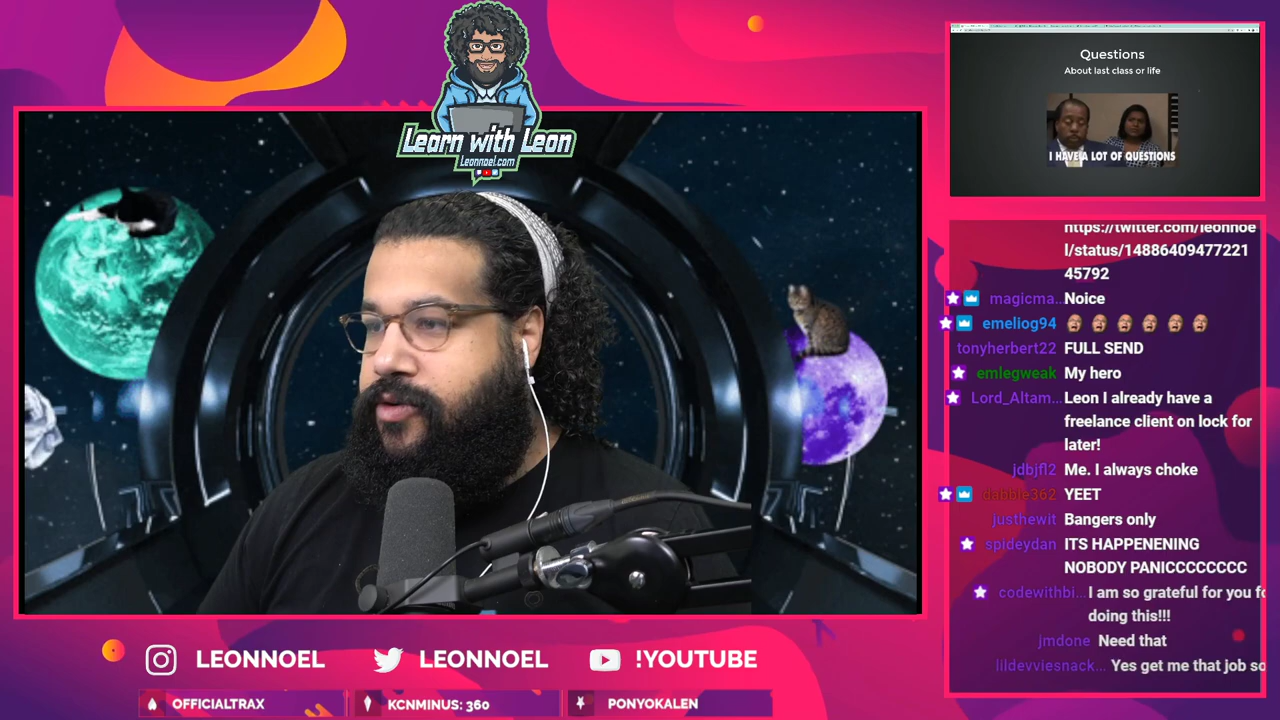 Learn with Leon
Leonnoel.com
Questions
About last class or life
I HAVE A LOT OF QUESTIONS
https://twitter.com/leonnoe
l/status/14886409477221
45792
magicma... Noice
emeliog94
tonyherbert22 FULL SEND
emlegweak My hero
Lord_Altam... Leon I already have a
freelance client on lock for
later!
jdbjfl2 Me. I always choke
dabble362 YEET
justhewit Bangers only
spideydan ITS HAPPENENING
NOBODY PANICCCCCCCC
codewithbi... I am so grateful for you fo
doing this!!!
jmdone Need that
lildevviesnack... Yes get me that job so
LEONNOEL LEONNOEL !YOUTUBE
OFFICIALTRAX KCNMINUS: 360 PONYOKALEN